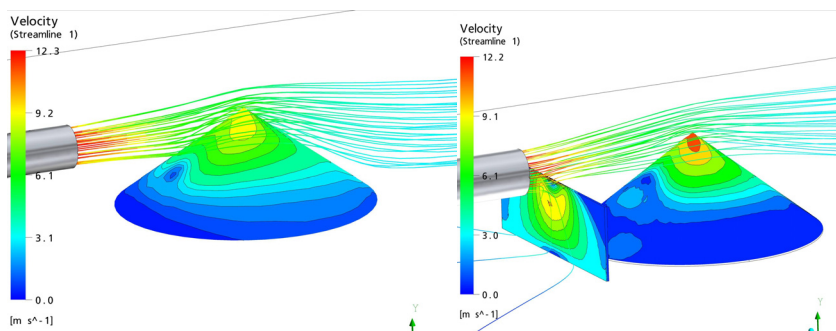 Velocity
(Streamline 1)
12.3
9.2
6.1
3.1
0.0
[m s^-1]
Y
Velocity
(Streamline 1)
12.2
9.1
6.1
3.0
0.0
[m s^-1]
Y